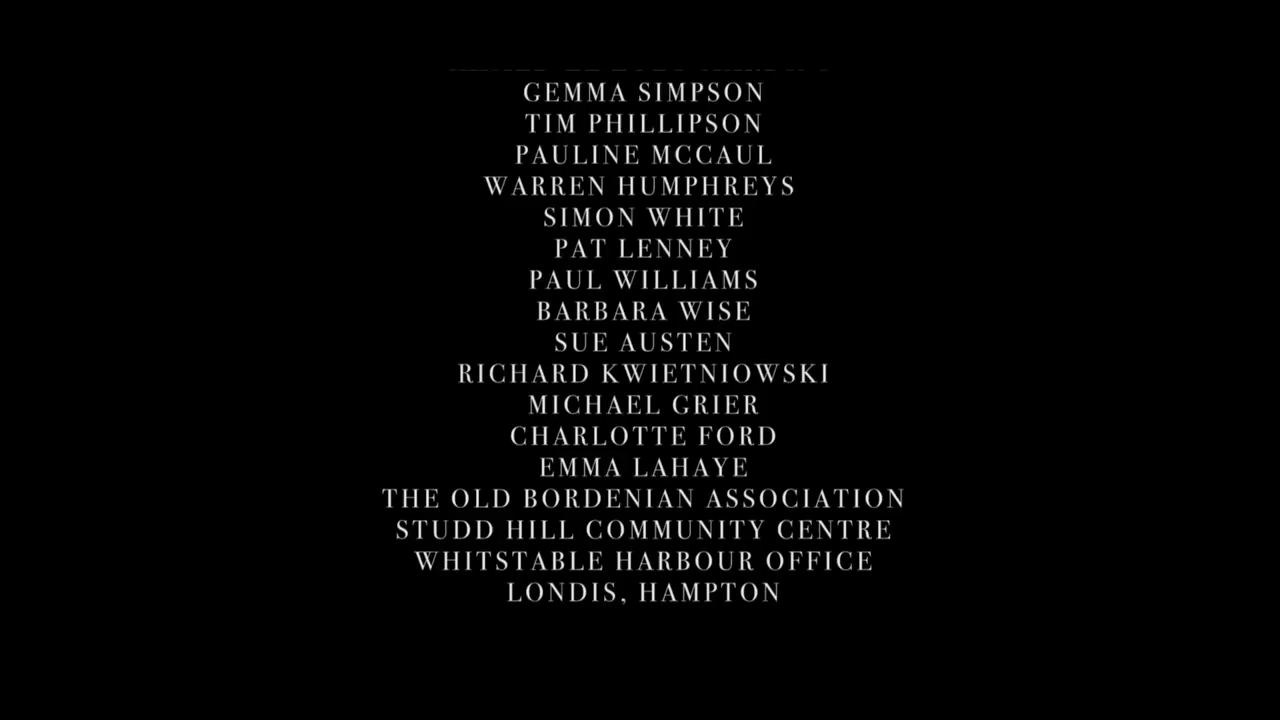 GEMMA SIMPSON
TIM PHILLIPSON
PAULINE MCCAUL
WARREN HUMPHREYS
SIMON WHITE
PAT LENNEY
PAUL WILLIAMS
BARBARA WISE
SUE AUSTEN
RICHARD KWIETNIOWSKI
MICHAEL GRIER
CHARLOTTE FORD
EMMA LAHAYE
THE OLD BORDENIAN ASSOCIATION
STUDD HILL COMMUNITY CENTRE
WHITSTABLE HARBOUR OFFICE
LONDIS, HAMPTON